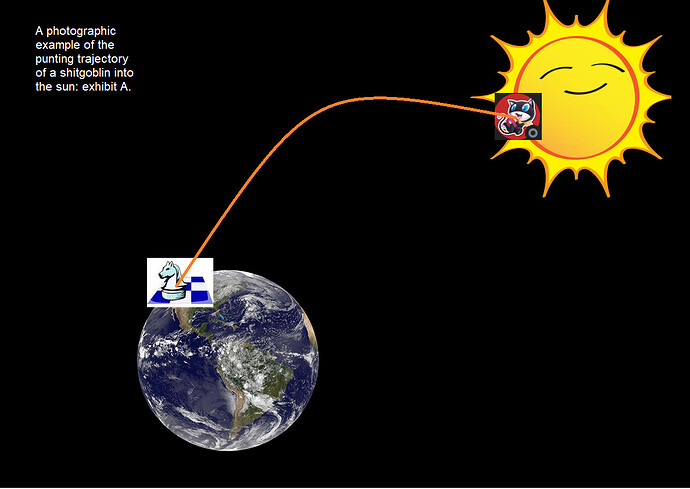 A photographic
example of the
punting trajectory
of a shitgoblin into
the sun: exhibit A.